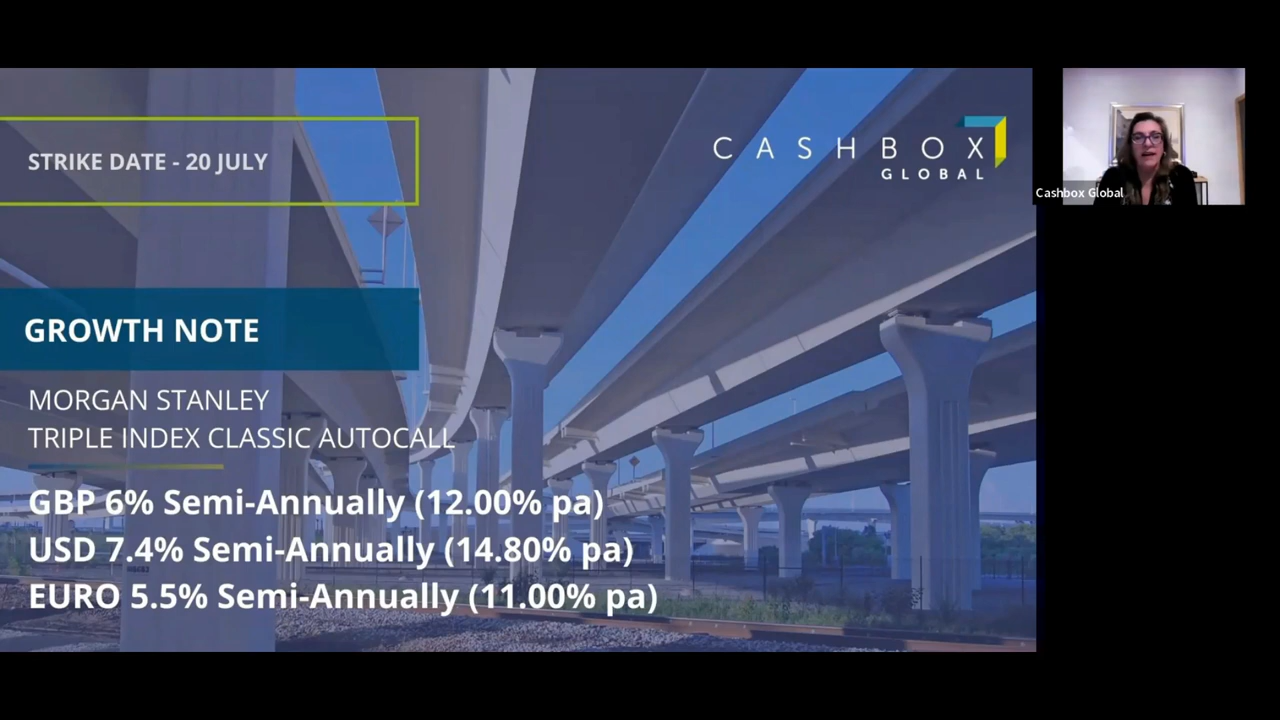 STRIKE DATE - 20 JULY
CASHBOX
GLOBAL
Cashbox Global
GROWTH NOTE
MORGAN STANLEY
TRIPLE INDEX CLASSIC AUTOCALL
GBP 6% Semi-Annually (12.00% pa)
USD 7.4% Semi-Annually (14.80% pa)
EURO 5.5% Semi-Annually (11.00% pa)